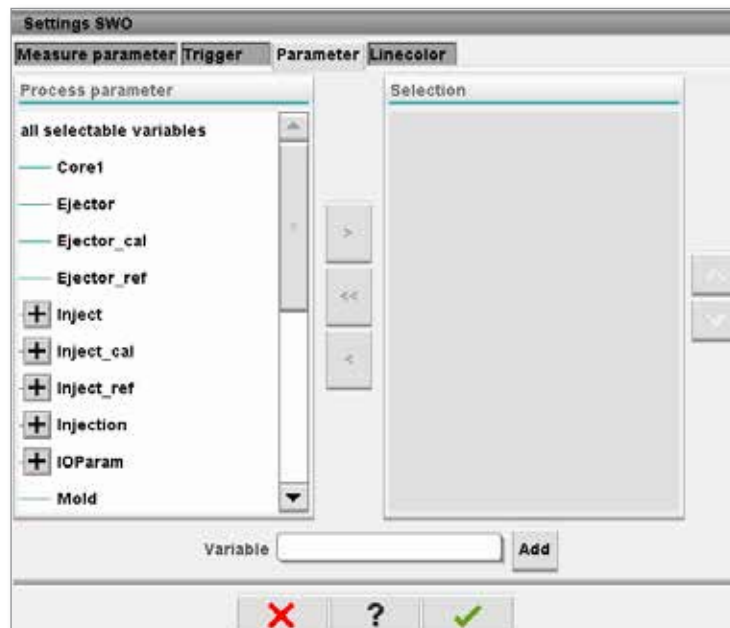 Settings SWO
Measure parameter Trigger Parameter Linecolor
Process parameter
all selectable variables
Core1
Ejector
Ejector_cal
Ejector_ref
Inject
Inject_cal
Inject_ref
Injection
IOParam
Mold
Selection
>
<<
<
Variable
Add
?